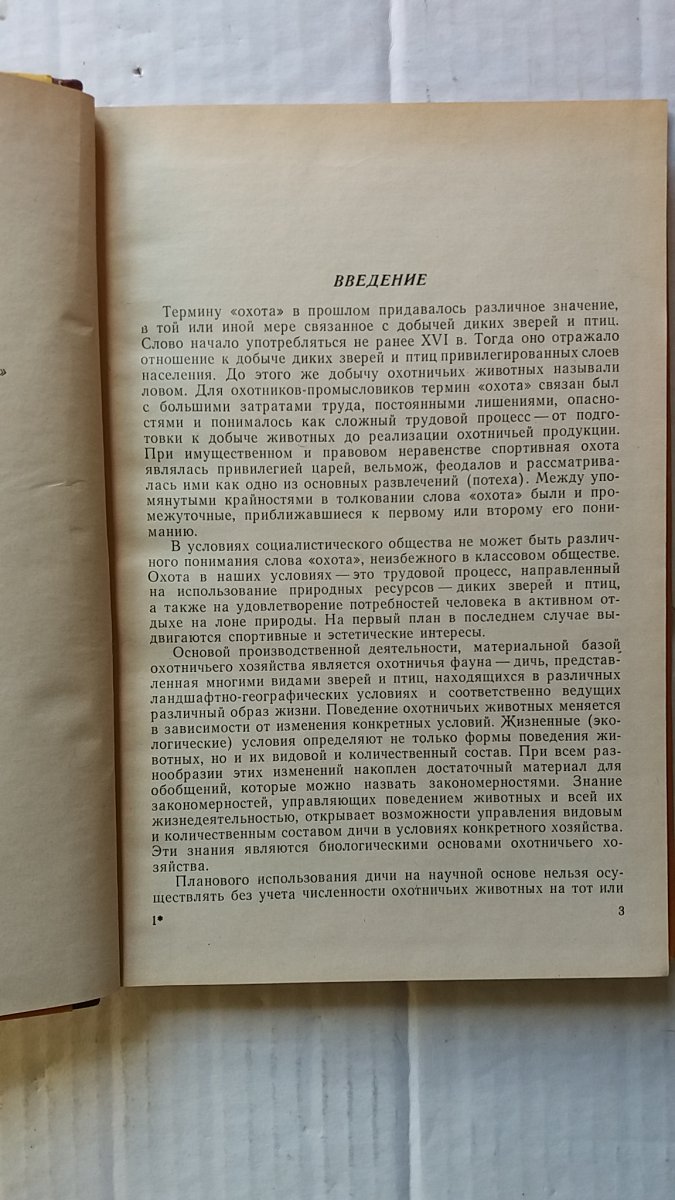 »
ВВЕДЕНИЕ
Термину «охота» в прошлом придавалось различное значение,
в той или иной мере связанное с добычей диких зверей и птиц.
Слово начало употребляться не ранее XVI в. Тогда оно отражало
отношение к добыче диких зверей и птиц привилегированных слоев
населения. До этого же добычу охотничьих животных называли
ловом. Для охотников-промысловиков термин «охота» связан был
с большими затратами труда, постоянными лишениями, опасно-
стями и понималось как сложный трудовой процесс — от подго-
товки к добыче животных до реализации охотничьей продукции.
При имущественном и правовом неравенстве спортивная охота
являлась привилегией царей, вельмож, феодалов и рассматрива-
лась ими как одно из основных развлечений (потеха). Между упо-
мянутыми крайностями в толковании слова «охота» были и про-
межуточные, приближавшиеся к первому или второму его пони-
манию.
В условиях социалистического общества не может быть различ-
ного понимания слова «охота», неизбежного в классовом обществе.
Охота в наших условиях — это трудовой процесс, направленный
на использование природных ресурсов — диких зверей и птиц,
а также на удовлетворение потребностей человека в активном от-
дыхе на лоне природы. На первый план в последнем случае вы-
двигаются спортивные и эстетические интересы.
Основой производственной деятельности, материальной базой
охотничьего хозяйства является охотничья фауна — дичь, представ-
ленная многими видами зверей и птиц, находящихся в различных
ландшафтно-географических условиях и соответственно ведущих
различный образ жизни. Поведение охотничьих животных меняется
в зависимости от изменения конкретных условий. Жизненные (эко-
логические) условия определяют не только формы поведения жи-
вотных, но и их видовой и количественный состав. При всем раз-
нообразии этих изменений накоплен достаточный материал для
обобщений, которые можно назвать закономерностями. Знание
закономерностей, управляющих поведением животных и всей их
жизнедеятельностью, открывает возможности управления видовым
и количественным составом дичи в условиях конкретного хозяйства.
Эти знания являются биологическими основами охотничьего хо-
зяйства.
Планового использования дичи на научной основе нельзя осу-
ществлять без учета численности охотничьих животных на тот или
1*
3